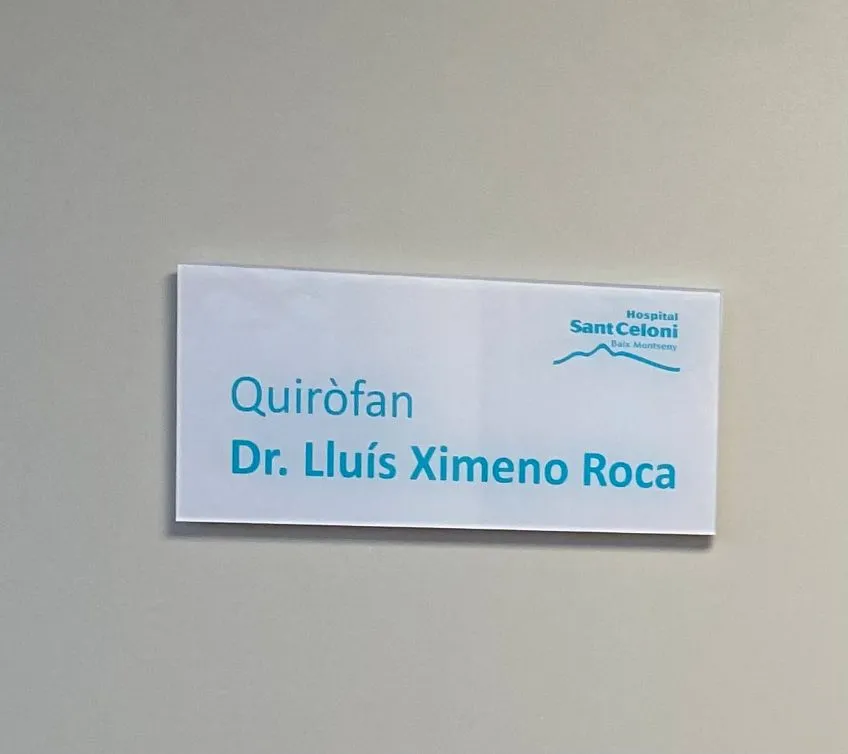 Hospital
Sant Celoni
Baix Montseny
Quiròfan
Dr. Lluís Ximeno Roca